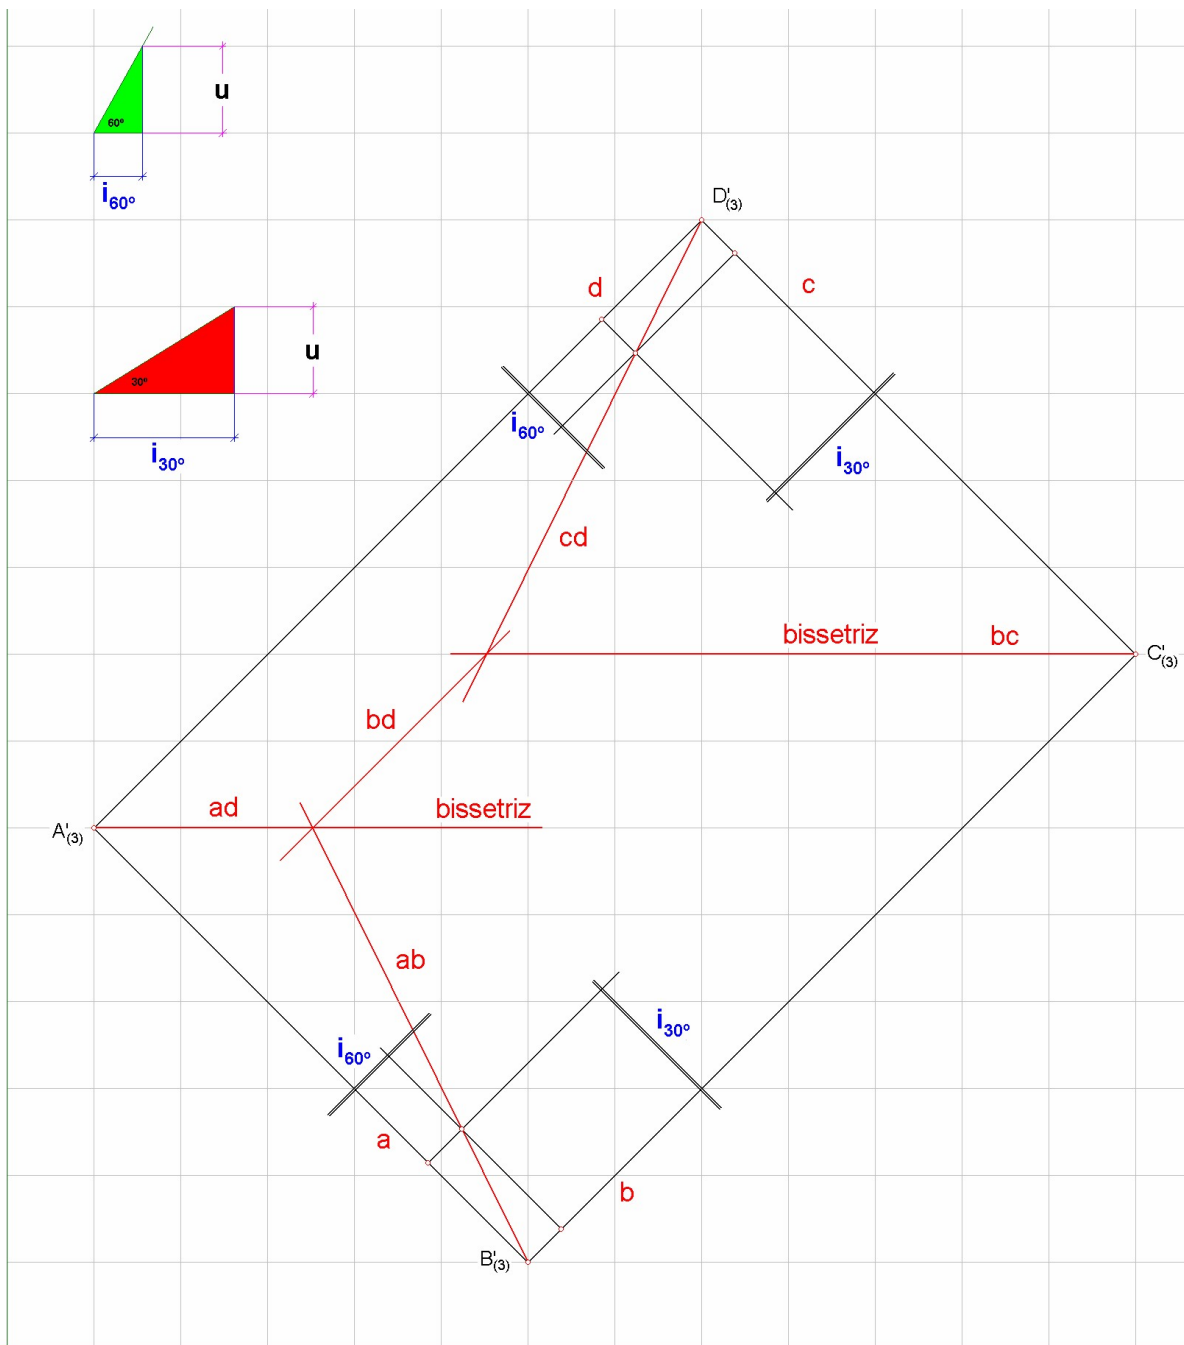 u
60º
i60º
D'(3)
d
c
u
30º
i60º
i30º
i30º
cd
bissetriz
bc
C'(3)
bd
ad
bissetriz
A'(3)
ab
i30º
i60º
a
b
B'(3)